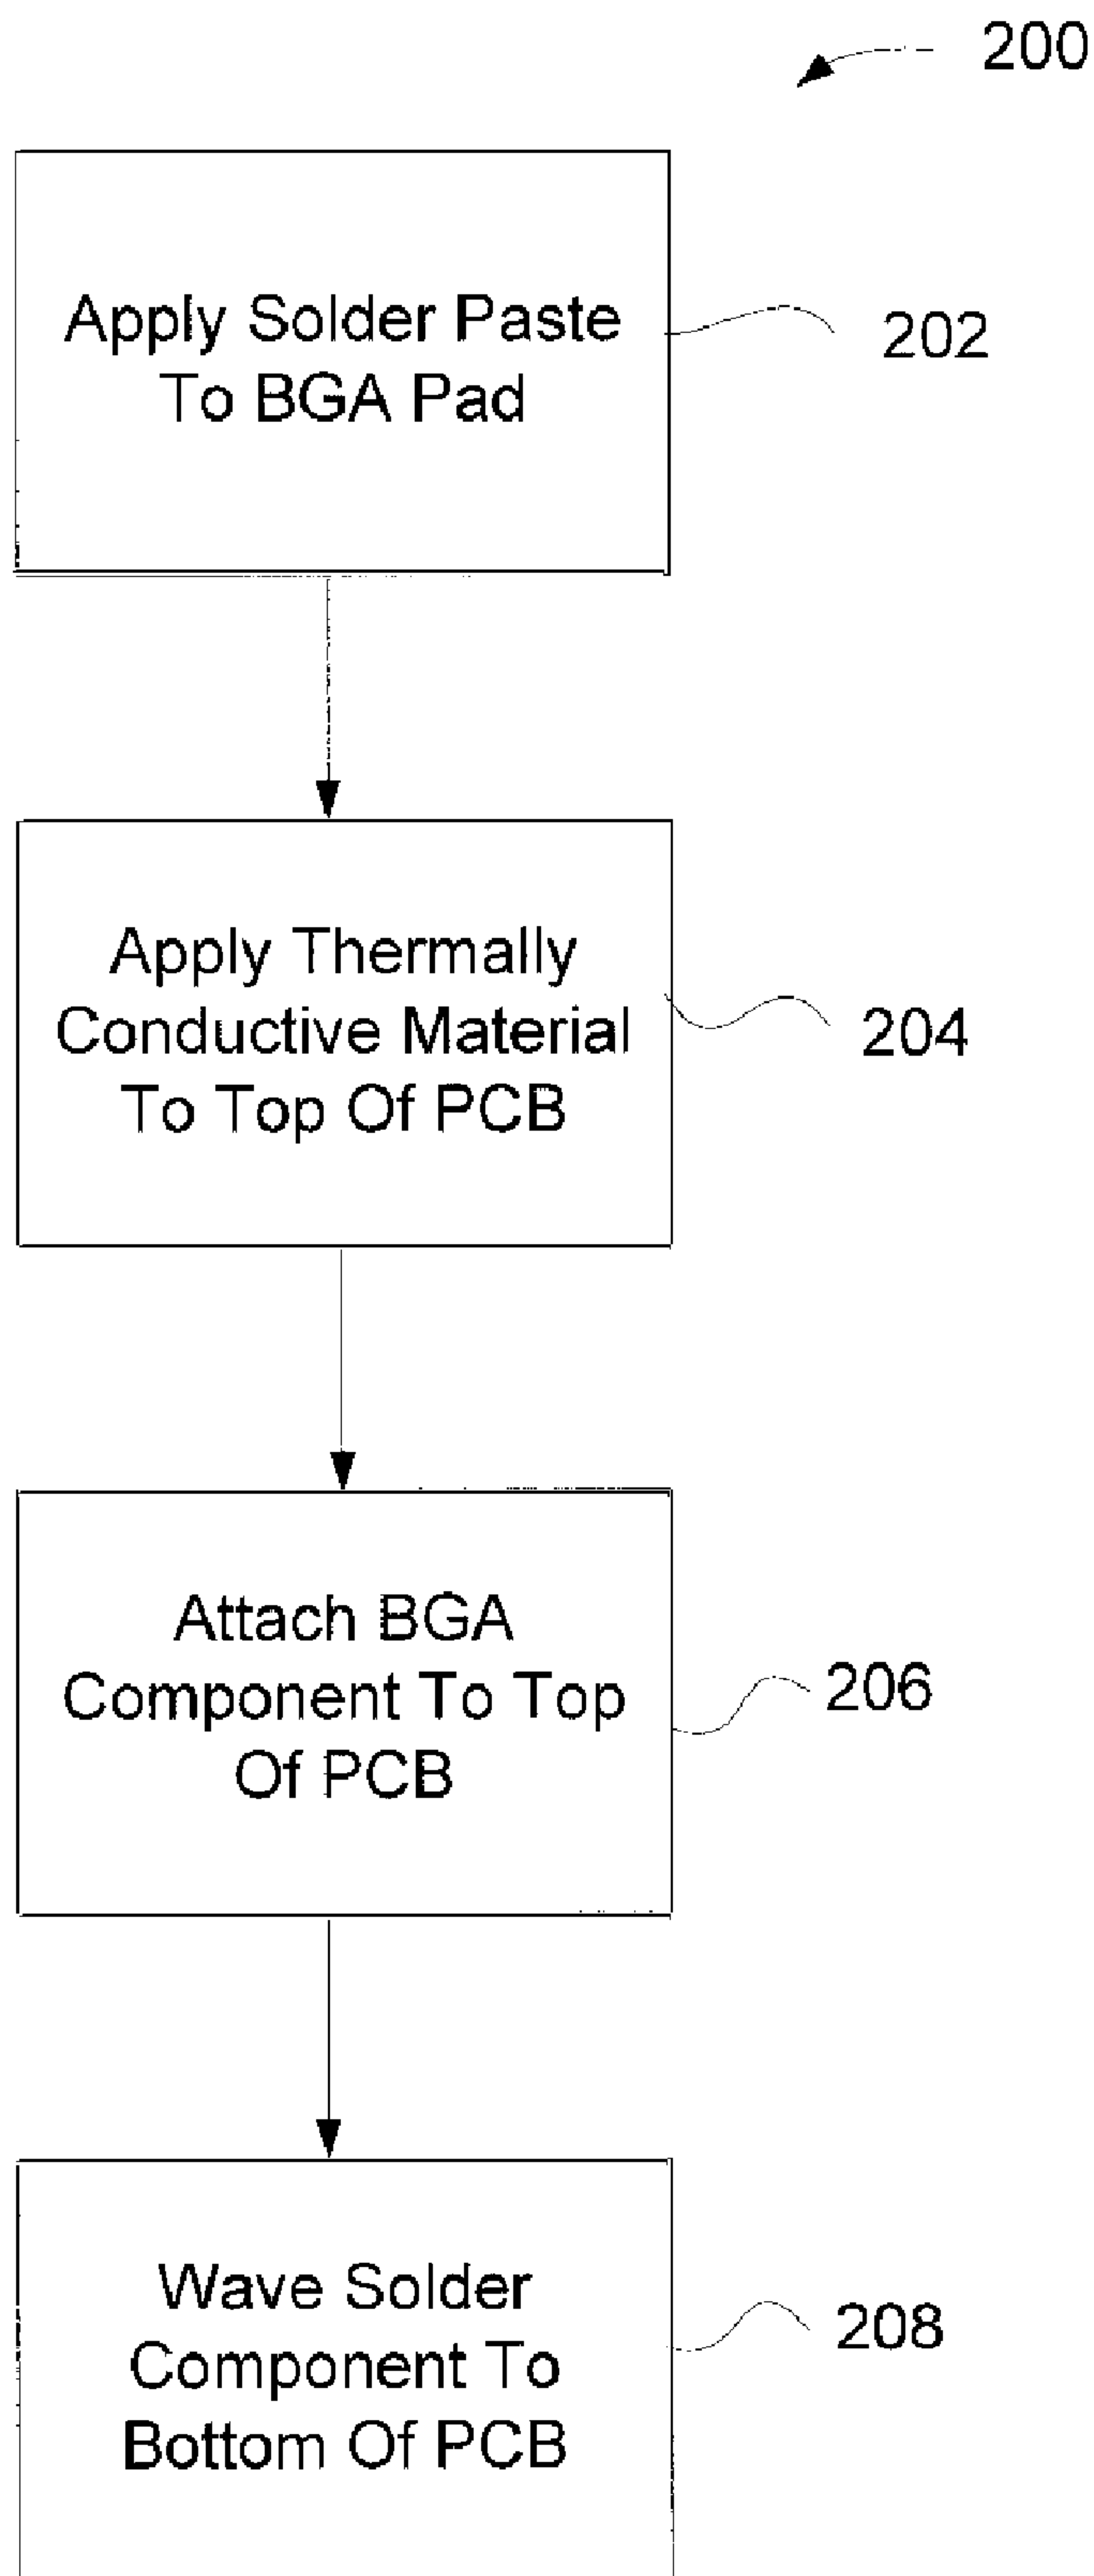 200
Apply Solder Paste
To BGA Pad
202
Apply Thermally
Conductive Material
To Top Of PCB
204
Attach BGA
Component To Top
Of PCB
206
Wave Solder
Component To
Bottom Of PCB
208